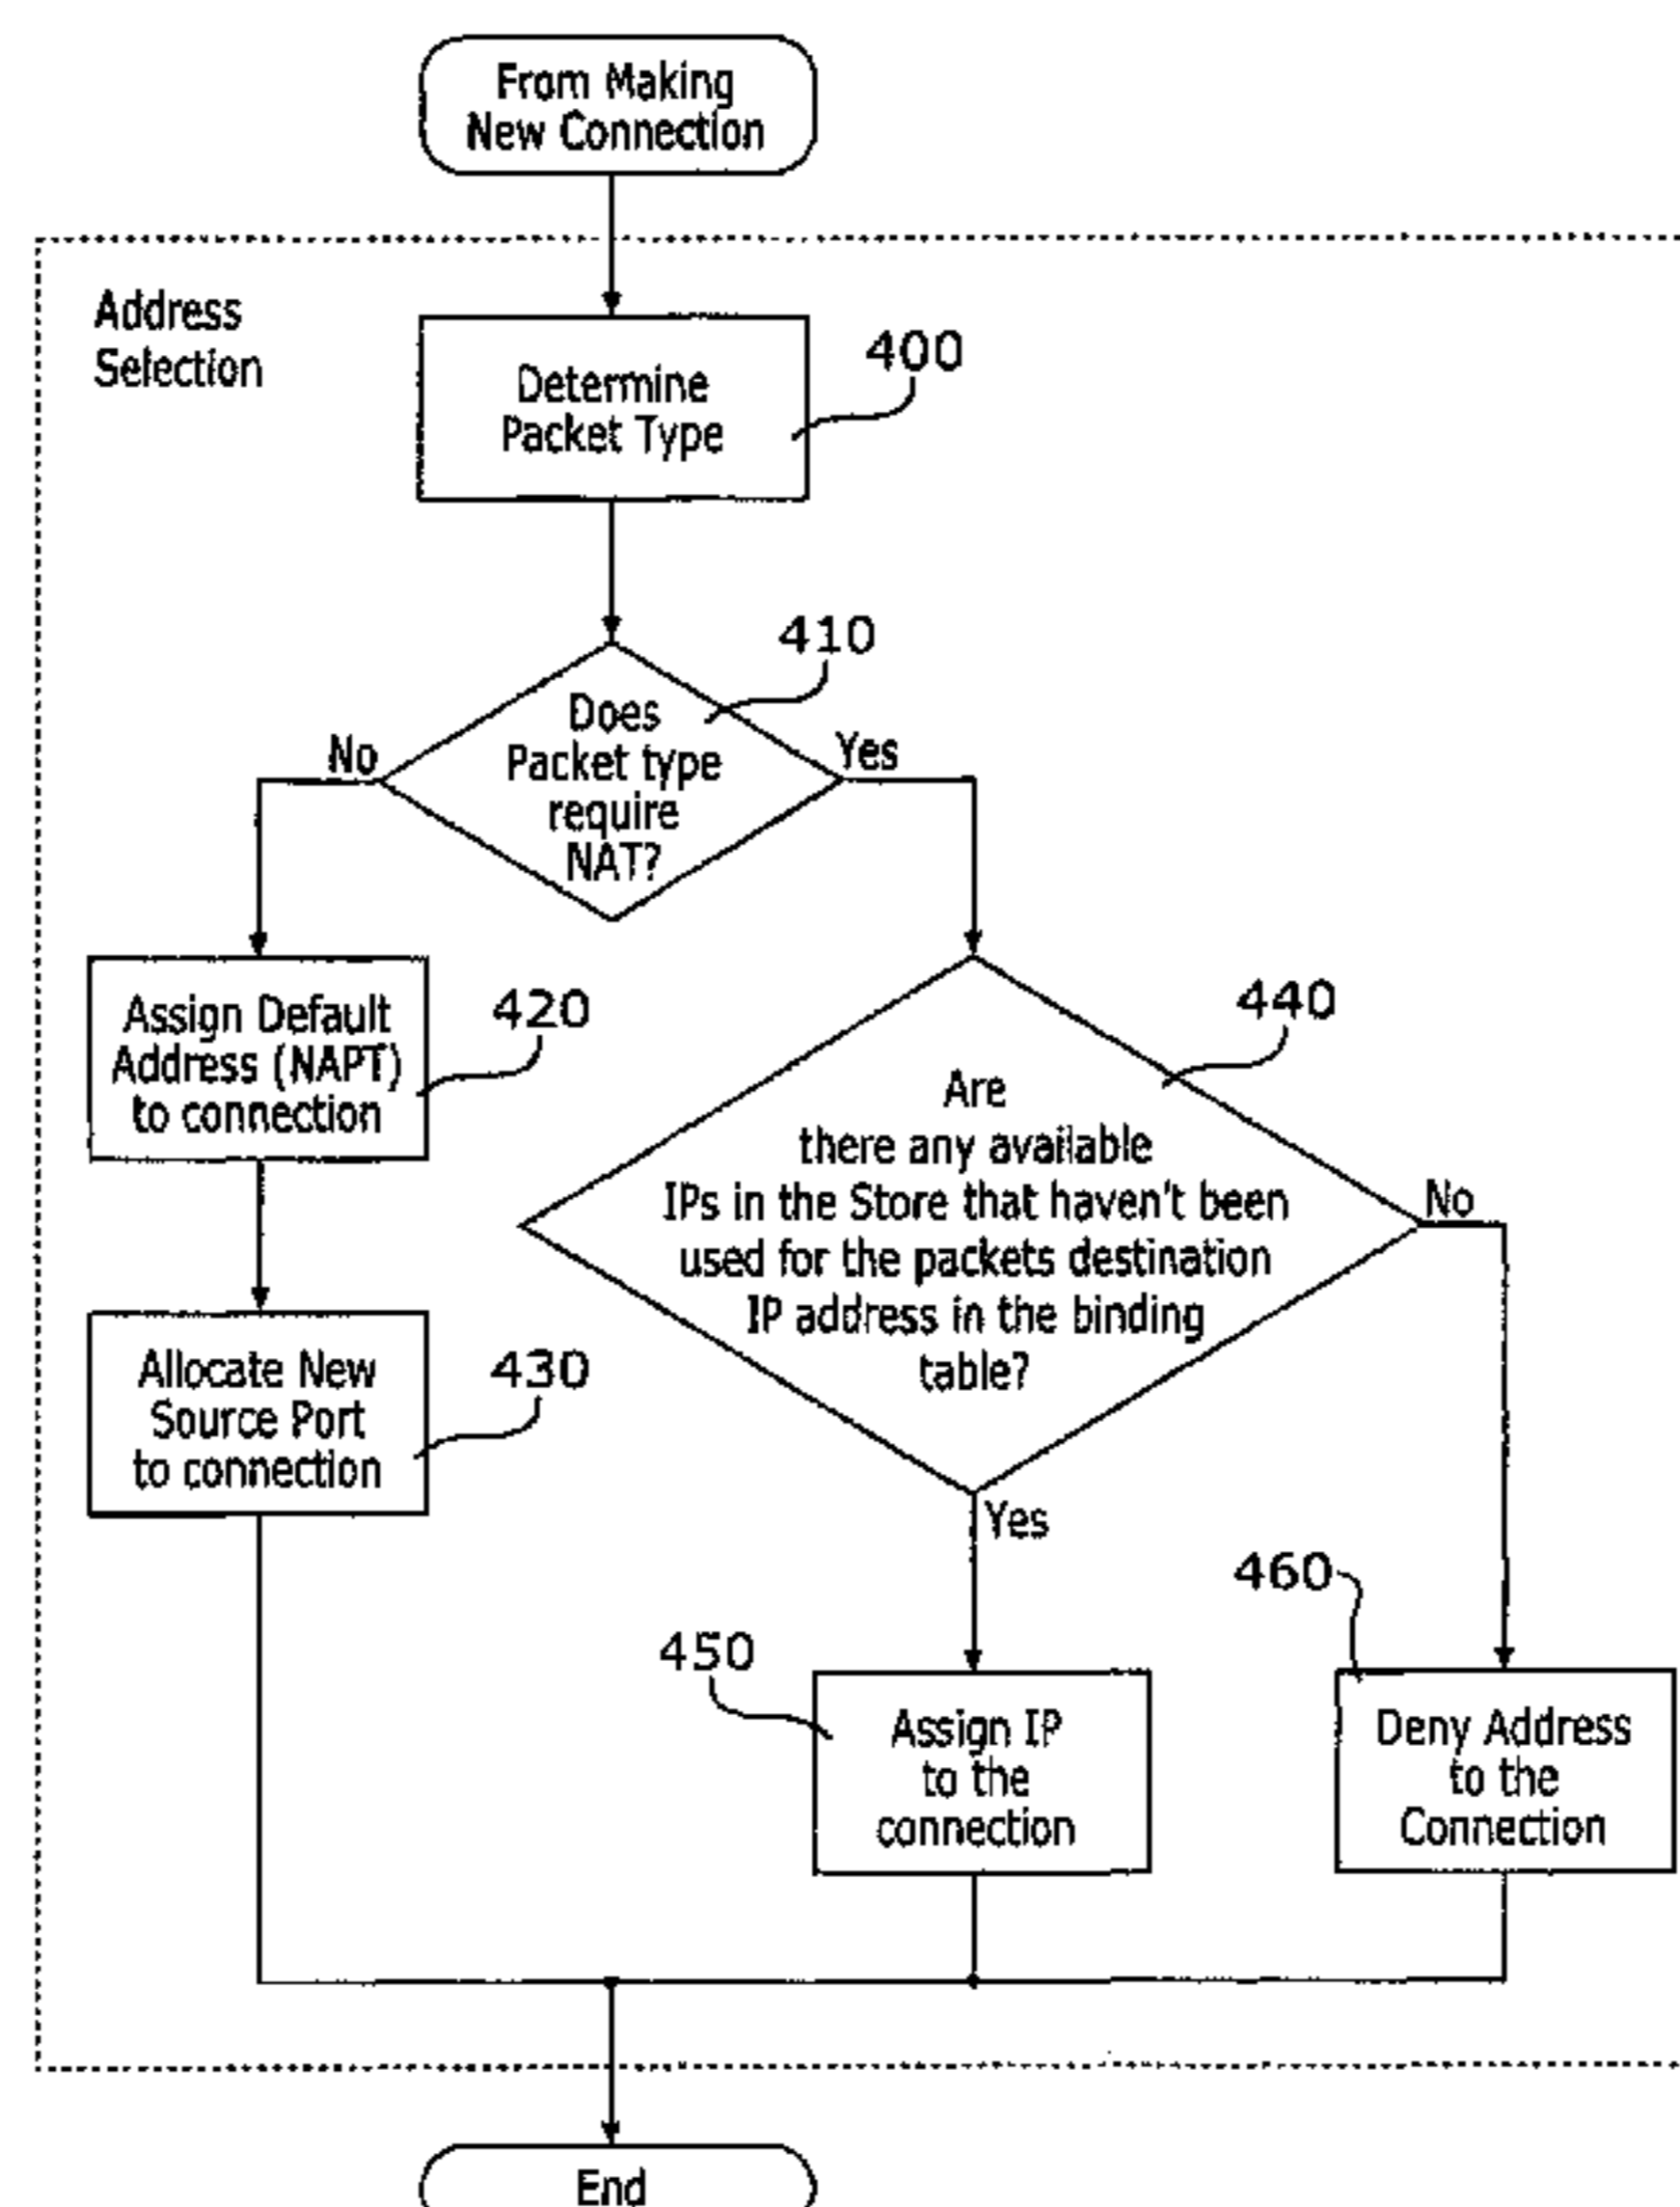 From Making
New Connection
Address
Selection
Determine
Packet Type
400
410
Does
Packet type
require
NAT?
No
Yes
Assign Default
Address (NAPT)
to connection
420
440
Are
there any available
IPs in the Store that haven't been
used for the packets destination
IP address in the binding
table?
No
Yes
Allocate New
Source Port
to connection
430
450
Assign IP
to the
connection
460
Deny Address
to the
Connection
End